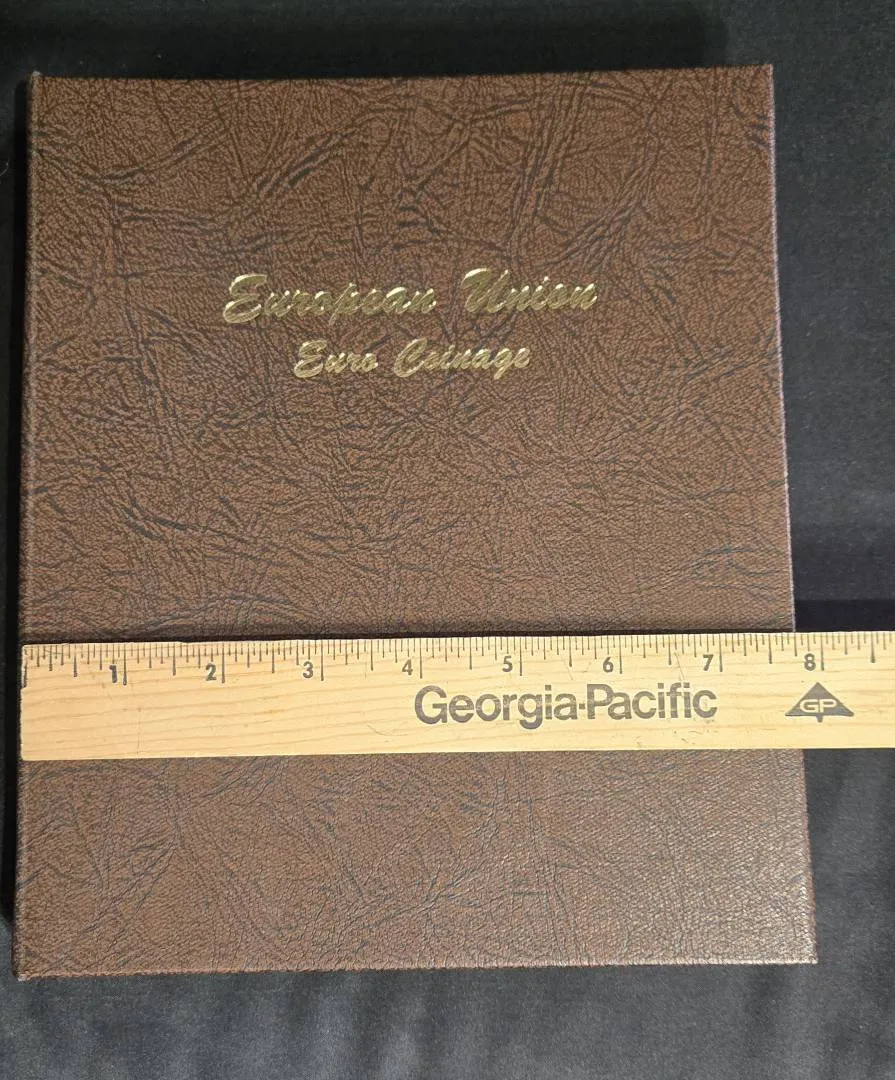 European Union
Euro Coinage
1 2 3 4 5 6 7 8
Georgia-Pacific GP